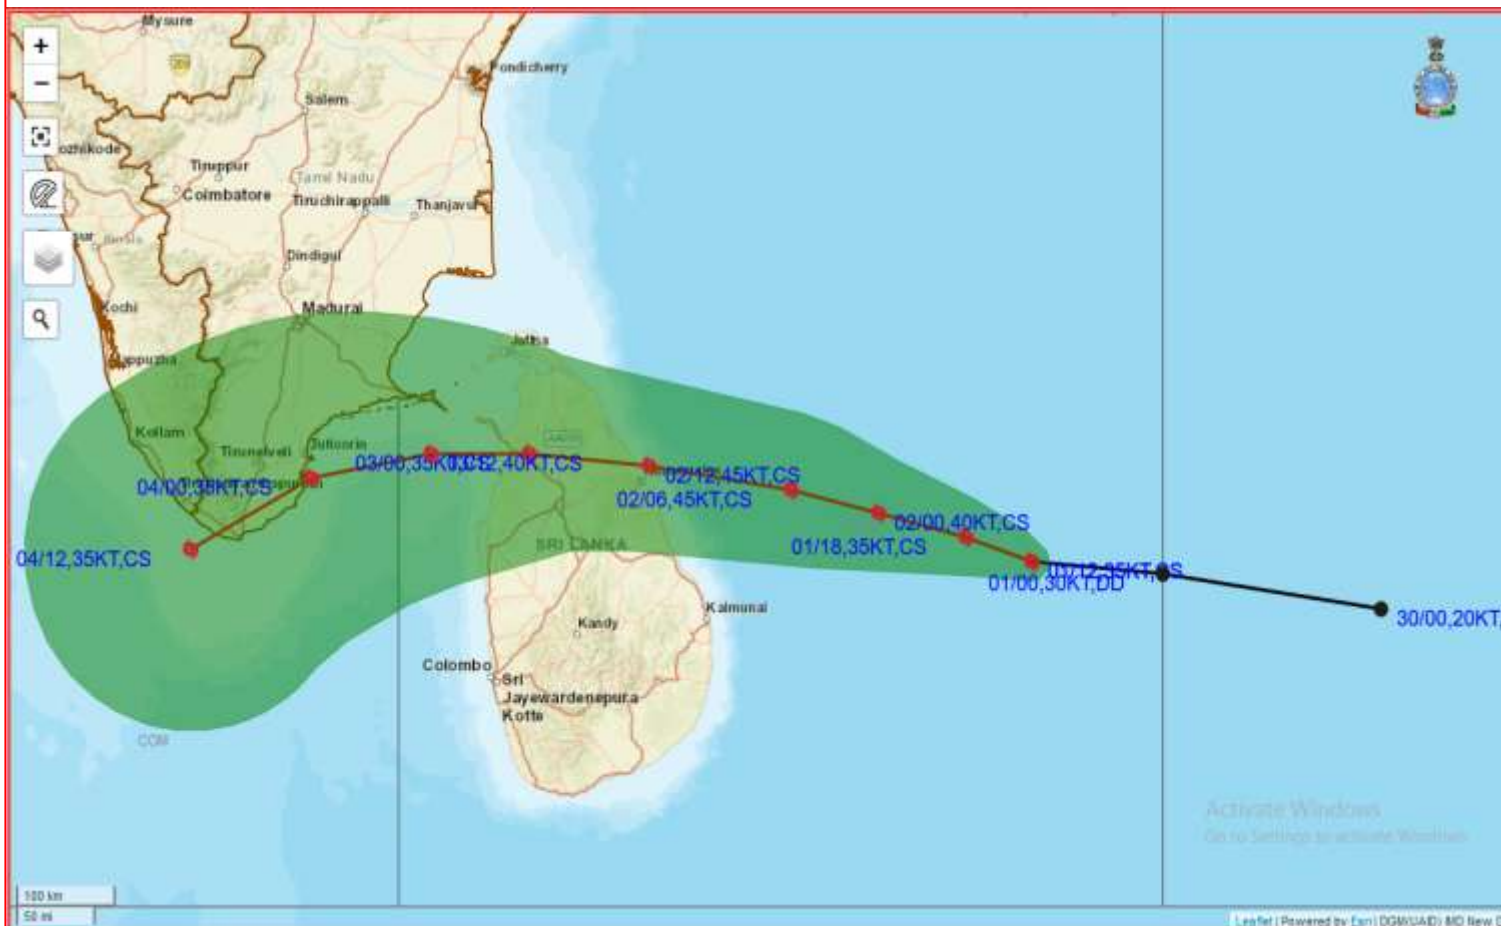 Mysure
Pondicherry
+
−
Salem
ozhikode
Tiruppur
Coimbatore
Tamil Nadu
Tiruchirappalli
Thanjavur
Dindigul
Kochi
Madurai
Jaffna
appuzha
Kollam
Tirunelveli
Tuticorin
03/00,35KT,CS
40KT,CS
02/12,45KT,CS
04/00,35KT,CS
02/06,45KT,CS
02/00,40KT,CS
SRI LANKA
01/18,35KT,CS
04/12,35KT,CS
01/00,30KT,DD
Kalmunai
30/00,20KT,
Kandy
Colombo
Sri
Jayewardenepura
Kotte
Activate Windows
Go to Settings to activate Windows
100 km
50 mi
Leaflet | Powered by Esri | DGM(UAID) IMD New D